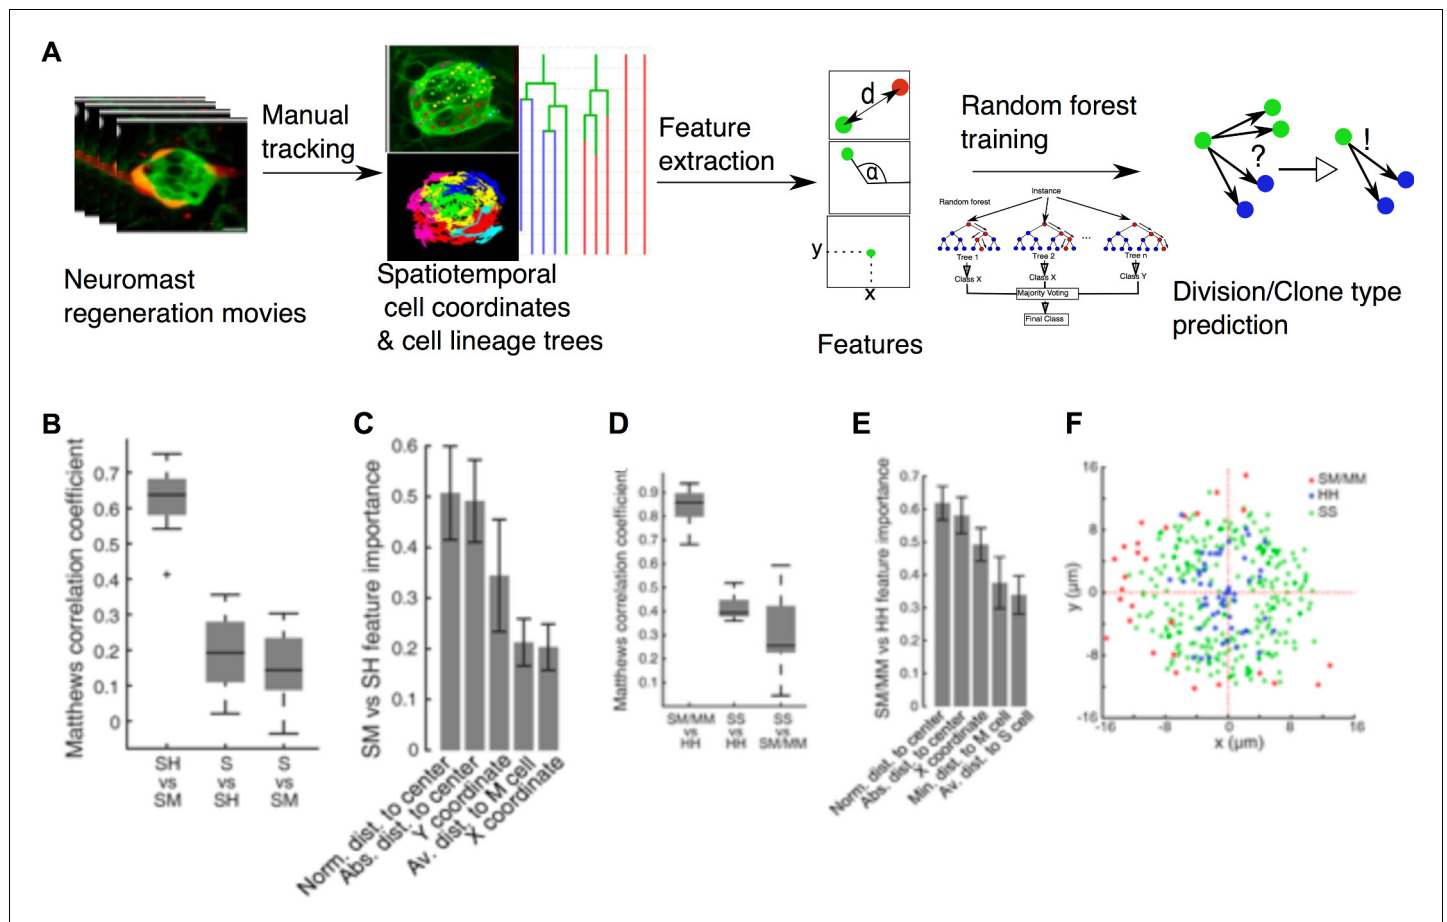 A
Neuromast
regeneration movies
Manual
tracking
Spatiotemporal
cell coordinates
& cell lineage trees
Feature
extraction
d
α
y
x
Features
Random forest
training
Random forest
Instance
...
Tree 1
Tree 2
Tree n
Class X
Class X
Class Y
Majority Voting
Final Class
?
!
Division/Clone type
prediction
B
Matthews correlation coefficient
0.7
0.6
0.5
0.4
0.3
0.2
0.1
0
SH
vs
SM
S
vs
SH
S
vs
SM
C
SM vs SH feature importance
0.6
0.5
0.4
0.3
0.2
0.1
0
Norm. dist. to center
Abs. dist. to center
Y coordinate
Av. dist. to M cell
X coordinate
D
Matthews correlation coefficient
0.9
0.8
0.6
0.5
0.4
0.3
0.1
SM/MM
vs
HH
SS
vs
HH
SS
vs
SM/MM
E
SM/MM vs HH feature importance
0.7
0.6
0.5
0.4
0.3
0.6
0.1
0
Norm. dist. to center
Abs. dist. to center
X coordinate
Min. dist. to M cell
Av. dist. to S cell
F
y (μm)
16
8
0
-8
-16
-16
-8
0
8
16
x (μm)
SM/MM
HH
SS